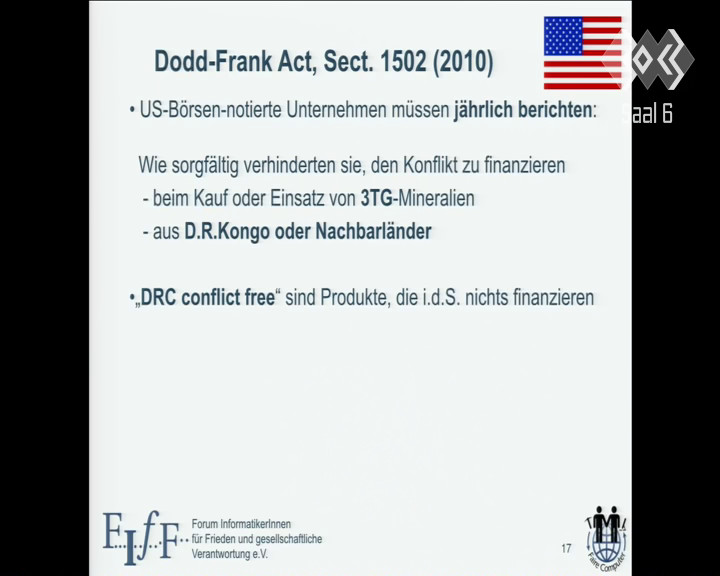 Dodd-Frank Act, Sect. 1502 (2010)
Saal 6
• US-Börsen-notierte Unternehmen müssen jährlich berichten:
Wie sorgfältig verhinderten sie, den Konflikt zu finanzieren
- beim Kauf oder Einsatz von 3TG-Mineralien
- aus D.R.Kongo oder Nachbarländer
•„DRC conflict free“ sind Produkte, die i.d.S. nichts finanzieren
FIfF
Forum InformatikerInnen
für Frieden und gesellschaftliche
Verantwortung e.V.
17
Faire Computer